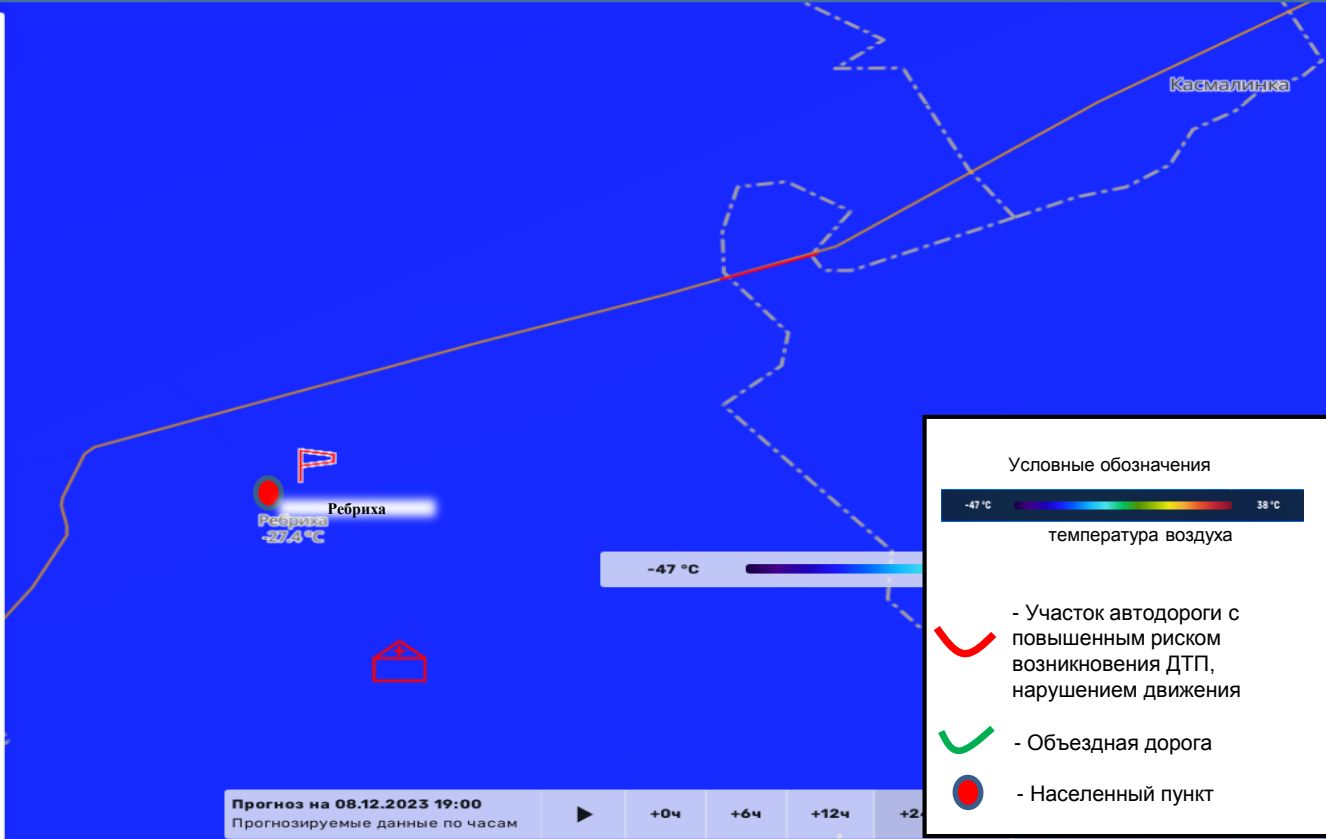 Касмалинка
Ребриха
Ребриха
-27,4 °C
-47 °C
Условные обозначения
-47 °C
38 °C
температура воздуха
- Участок автодороги с
повышенным риском
возникновения ДТП,
нарушением движения
- Объездная дорога
- Населенный пункт
Прогноз на 08.12.2023 19:00
Прогнозируемые данные по часам
+0ч
+6ч
+12ч